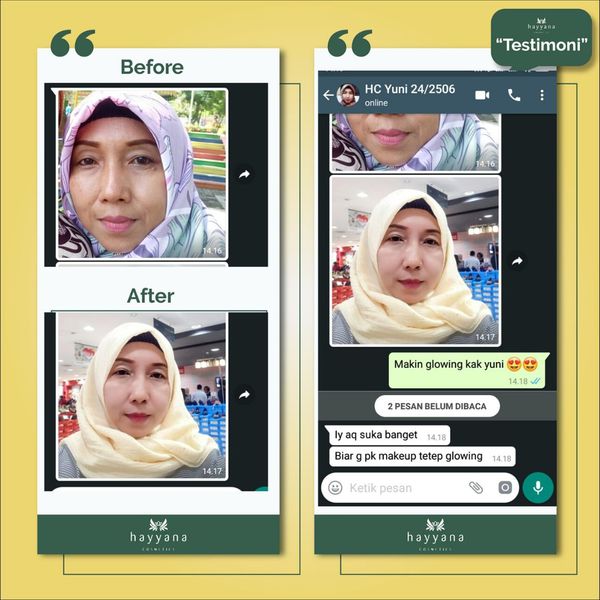 hayyana
“Testimoni”
Before
14.16
After
14.17
hayyana
COSMETICS
HC Yuni 24/2506
online
14.16
14.17
Makin glowing kak yuni 😍😍
14.18
2 PESAN BELUM DIBACA
Iy aq suka banget 14.18
Biar g pk makeup tetep glowing 14.18
Ketik pesan
hayyana
COSMETICS